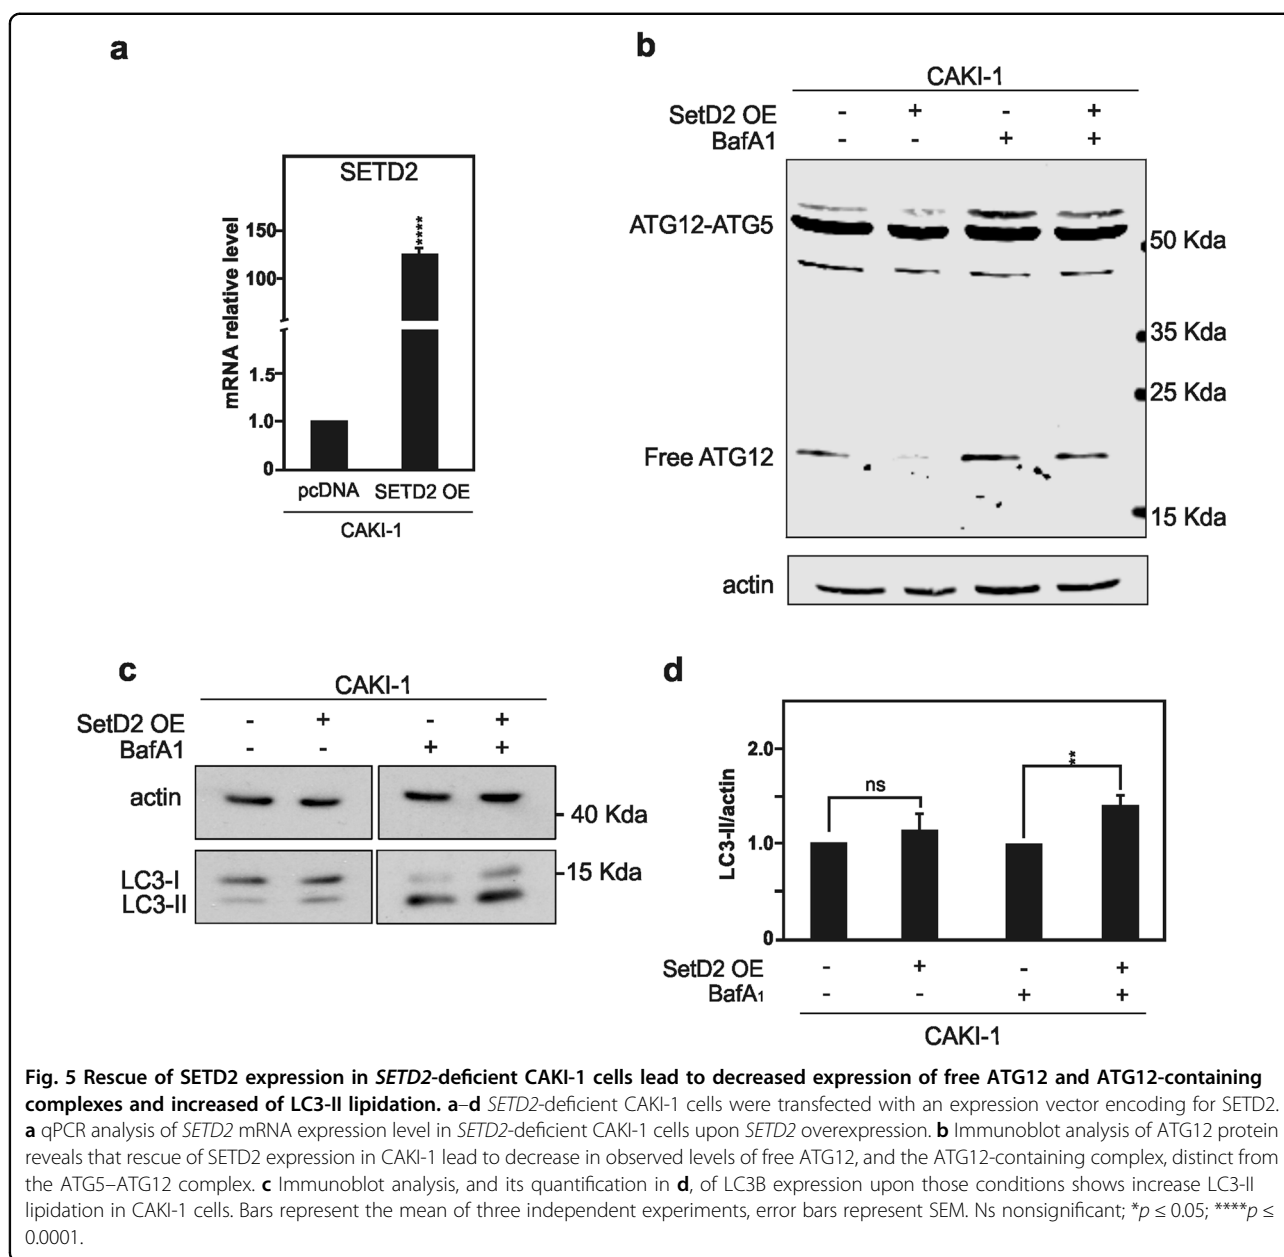 a
SETD2
****
mRNA relative level
150
100
1.5
1.0
0
pcDNA SETD2 OE
CAKI-1
b
CAKI-1
SetD2 OE - + - +
BafA1 - - + +
ATG12-ATG5
50 Kda
35 Kda
25 Kda
Free ATG12
15 Kda
actin
c
CAKI-1
SetD2 OE - + - +
BafA1 - - + +
actin
- 40 Kda
-15 Kda
LC3-I
LC3-II
d
LC3-II/actin
2.0
1.0
0
ns
**
SetD2 OE - + - +
BafA1 - - + +
CAKI-1
Fig. 5 Rescue of SETD2 expression in SETD2-deficient CAKI-1 cells lead to decreased expression of free ATG12 and ATG12-containing
complexes and increased of LC3-II lipidation. a–d SETD2-deficient CAKI-1 cells were transfected with an expression vector encoding for SETD2.
a qPCR analysis of SETD2 mRNA expression level in SETD2-deficient CAKI-1 cells upon SETD2 overexpression. b Immunoblot analysis of ATG12 protein
reveals that rescue of SETD2 expression in CAKI-1 lead to decrease in observed levels of free ATG12, and the ATG12-containing complex, distinct from
the ATG5–ATG12 complex. c Immunoblot analysis, and its quantification in d, of LC3B expression upon those conditions shows increase LC3-II
lipidation in CAKI-1 cells. Bars represent the mean of three independent experiments, error bars represent SEM. Ns nonsignificant; *p ≤ 0.05; ****p ≤
0.0001.